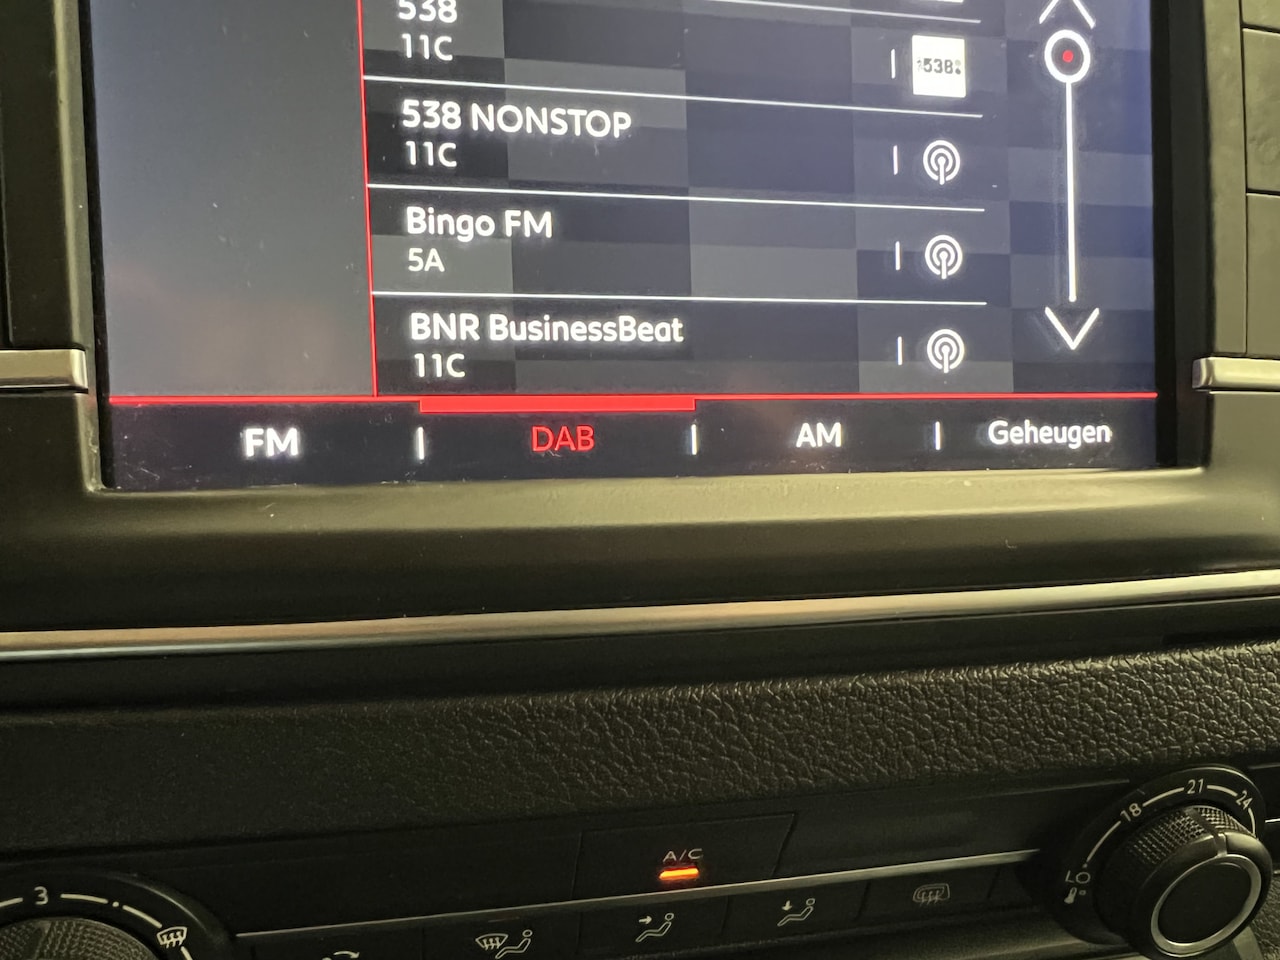 538
11C
538
538 NONSTOP
11C
Bingo FM
5A
BNR BusinessBeat
11C
FM
DAB
AM
Geheugen
A/C
3
LO
18
21
24